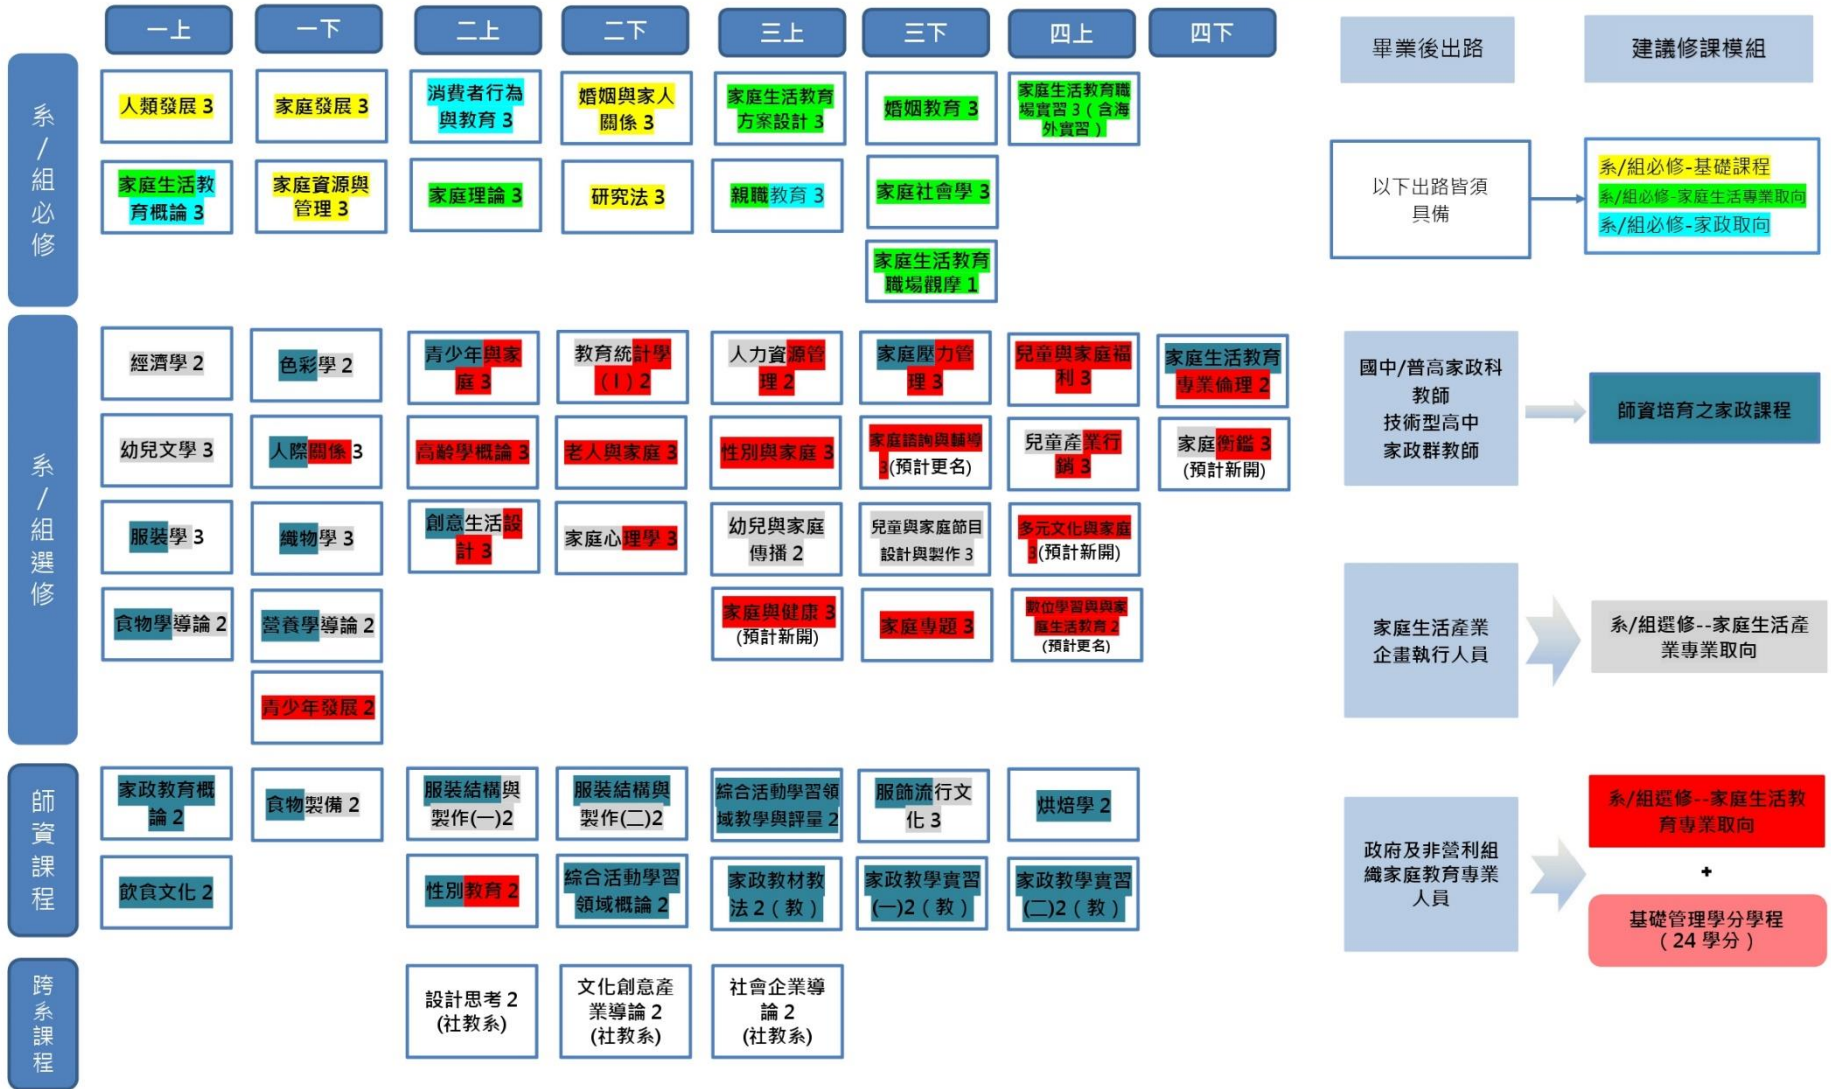 一上
一下
二上
二下
三上
三下
四上
四下
畢業後出路
建議修課模組
系/組必修
人類發展 3
家庭發展 3
消費者行為
與教育 3
婚姻與家人
關係 3
家庭生活教育
方案設計 3
婚姻教育 3
家庭生活教育職
場實習 3（含海
外實習）
家庭生活教
育概論 3
家庭資源與
管理 3
家庭理論 3
研究法 3
親職教育 3
家庭社會學 3
家庭生活教育
職場觀摩 1
以下出路皆須
具備
系/組必修-基礎課程
系/組必修-家庭生活專業取向
系/組必修-家政取向
系/組選修
經濟學 2
色彩學 2
青少年與家
庭 3
教育統計學
（I）2
人力資源管
理 2
家庭壓力管
理 3
兒童與家庭福
利 3
家庭生活教育
專業倫理 2
幼兒文學 3
人際關係 3
高齡學概論 3
老人與家庭 3
性別與家庭 3
家庭諮詢與輔導
3(預計更名)
兒童產業行
銷 3
家庭衡鑑 3
(預計新開)
服裝學 3
織物學 3
創意生活設
計 3
家庭心理學 3
幼兒與家庭
傳播 2
兒童與家庭節目
設計與製作 3
多元文化與家庭
3(預計新開)
食物學導論 2
營養學導論 2
家庭與健康 3
(預計新開)
家庭專題 3
數位學習與與家
庭生活教育 2
(預計更名)
青少年發展 2
國中/普高家政科
教師
技術型高中
家政群教師
師資培育之家政課程
家庭生活產業
企畫執行人員
系/組選修--家庭生活產
業專業取向
師資課程
家政教育概
論 2
食物製備 2
服裝結構與
製作(一)2
服裝結構與
製作(二)2
綜合活動學習領
域教學與評量 2
服飾流行文
化 3
烘焙學 2
飲食文化 2
性別教育 2
綜合活動學習
領域概論 2
家政教材教
法 2（教）
家政教學實習
(一)2（教）
家政教學實習
(二)2（教）
政府及非營利組
織家庭教育專業
人員
系/組選修--家庭生活教
育專業取向
+
基礎管理學分學程
（24 學分）
跨系課程
設計思考 2
(社教系)
文化創意產
業導論 2
(社教系)
社會企業導
論 2
(社教系)